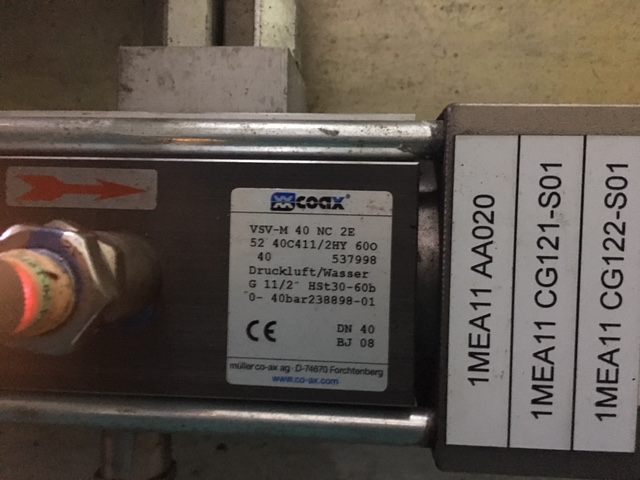 coax®
VSV-M 40 NC 2E
52 40C411/2HY 600
40 537998
Druckluft/Wasser
G 11/2" HSt30-60b
0- 40bar238898-01
CE
DN 40
BJ 08
müller co-ax ag · D-74670 Forchtenberg
www.co-ax.com
1MEA11 AA020
1MEA11 CG121-S01
1MEA11 CG122-S01